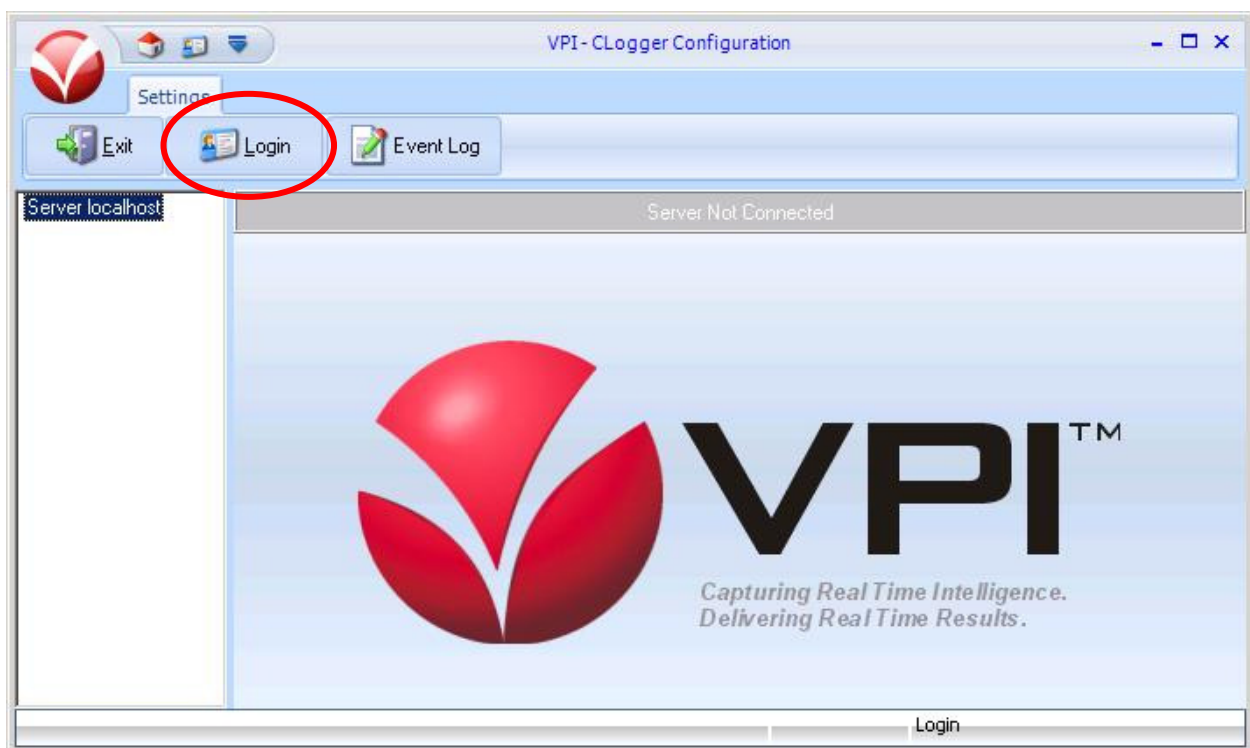 VPI - CLogger Configuration
Settings
Exit
Login
Event Log
Server localhost
Server Not Connected
VPI™
Capturing Real Time Intelligence.
Delivering Real Time Results.
Login